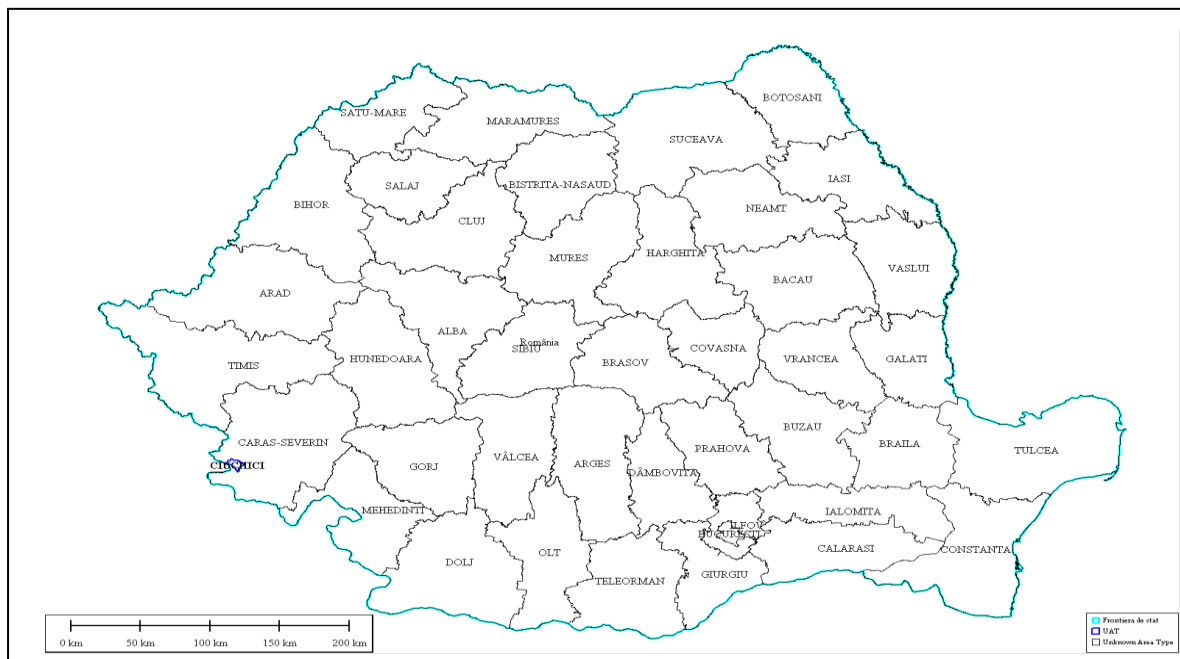 BOTOSANI
SATU-MARE
MARAMURES
SUCEAVA
IASI
SALAJ
BISTRITA-NASAUD
BIHOR
NEAMT
CLUJ
HARGHITA
MURES
VASLUI
BACAU
ARAD
ALBA
România
SIBIU
COVASNA
HUNEDOARA
VRANCEA
GALATI
BRASOV
TIMIS
BUZAU
CARAS-SEVERIN
BRAILA
PRAHOVA
TULCEA
VÂLCEA
ARGES
CIUCHICI
GORJ
DÂMBOVITA
MEHEDINTI
IALOMITA
ILFOV
BUCURESTI
CALARASI
CONSTANTA
OLT
DOLJ
GIURGIU
TELEORMAN
0 km 50 km 100 km 150 km 200 km
Frontiera de stat
UAT
Unknown Area Type